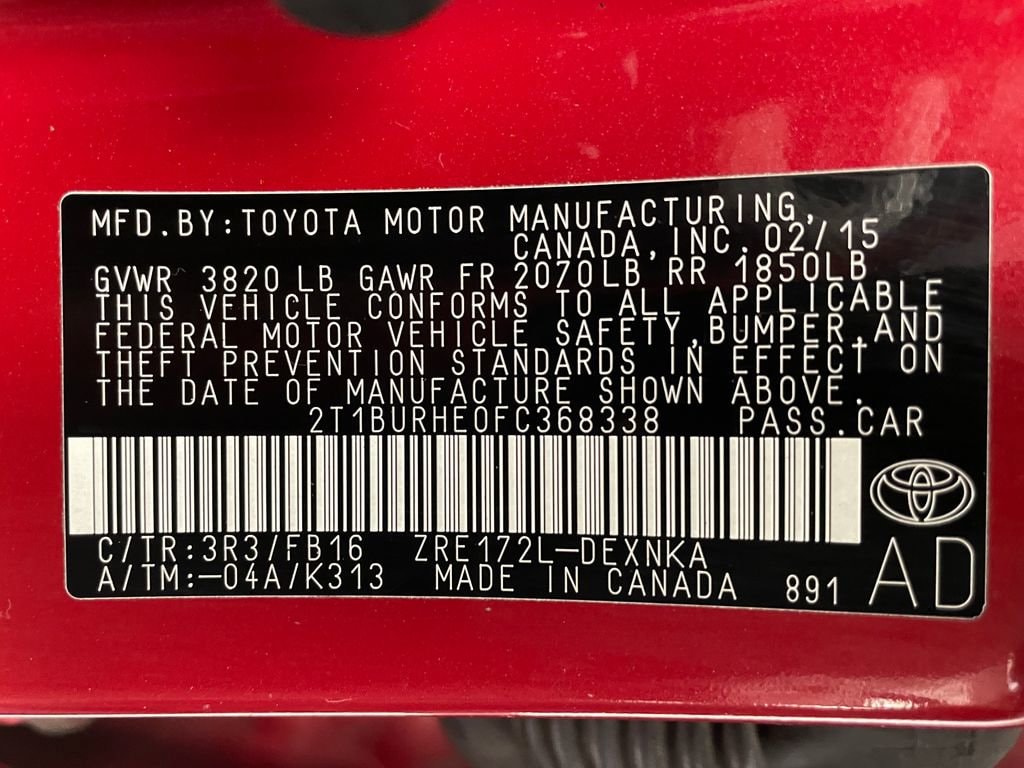 MFD.BY:TOYOTA MOTOR MANUFACTURING,
CANADA,INC. 02/15
GVWR 3820 LB GAWR FR 2070LB RR 1850LB
THIS VEHICLE CONFORMS TO ALL APPLICABLE
FEDERAL MOTOR VEHICLE SAFETY,BUMPER,AND
THEFT PREVENTION STANDARDS IN EFFECT ON
THE DATE OF MANUFACTURE SHOWN ABOVE.
2T1BURHE0FC368338 PASS.CAR
C/TR:3R3/FB16 ZRE172L-DEXNKA
A/TM:-04A/K313 MADE IN CANADA 891 AD